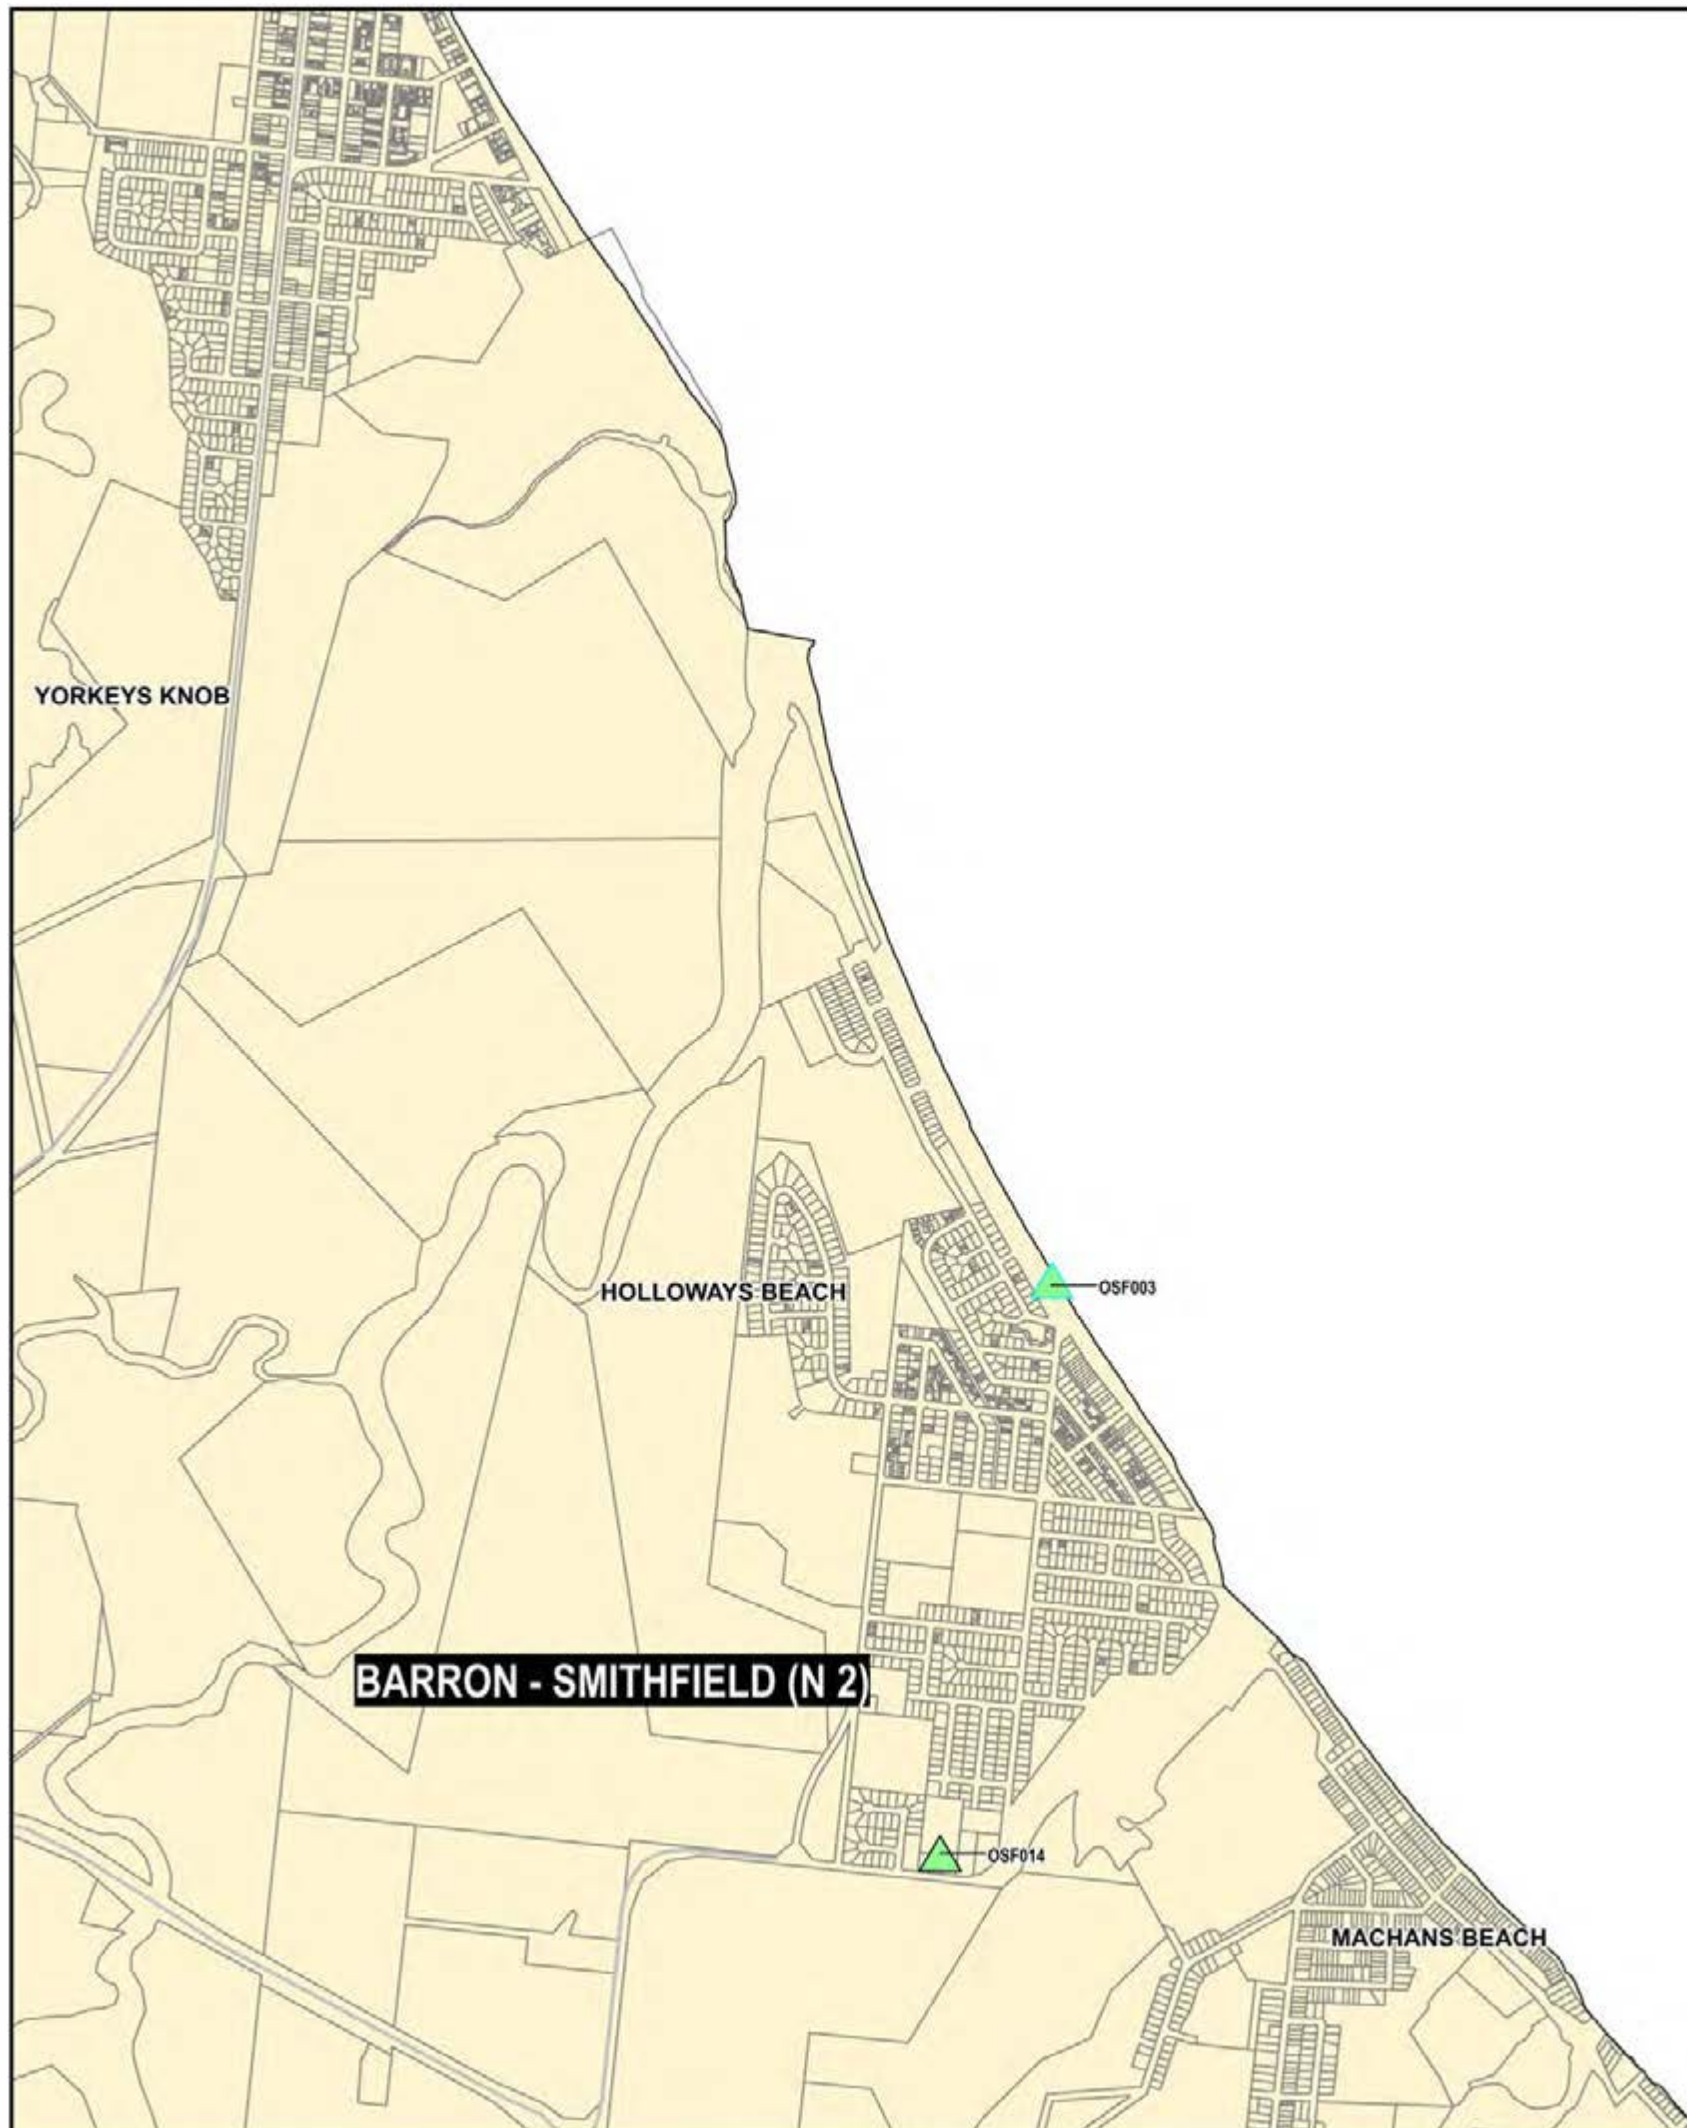 YORKEYS KNOB
HOLLOWAYS BEACH
OSF003
BARRON - SMITHFIELD (N 2)
OSF014
MACHANS BEACH